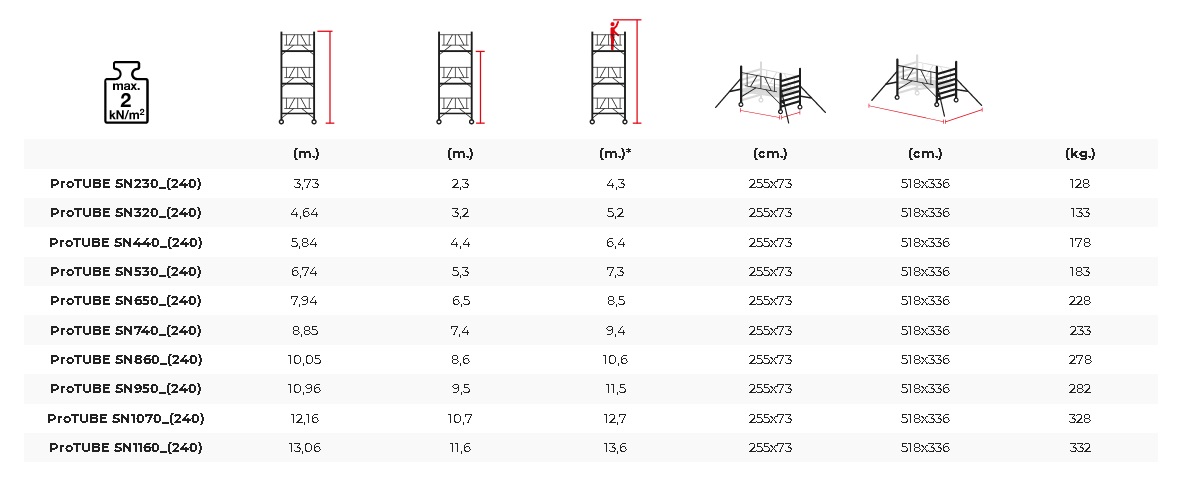 max.
2
kN/m²
(m.) (m.) (m.)* (cm.) (cm.) (kg.)
ProTUBE SN230_(240) 3,73 2,3 4,3 255x73 518x336 128
ProTUBE SN320_(240) 4,64 3,2 5,2 255x73 518x336 133
ProTUBE SN440_(240) 5,84 4,4 6,4 255x73 518x336 178
ProTUBE SN530_(240) 6,74 5,3 7,3 255x73 518x336 183
ProTUBE SN650_(240) 7,94 6,5 8,5 255x73 518x336 228
ProTUBE SN740_(240) 8,85 7,4 9,4 255x73 518x336 233
ProTUBE SN860_(240) 10,05 8,6 10,6 255x73 518x336 278
ProTUBE SN950_(240) 10,96 9,5 11,5 255x73 518x336 282
ProTUBE SN1070_(240) 12,16 10,7 12,7 255x73 518x336 328
ProTUBE SN1160_(240) 13,06 11,6 13,6 255x73 518x336 332